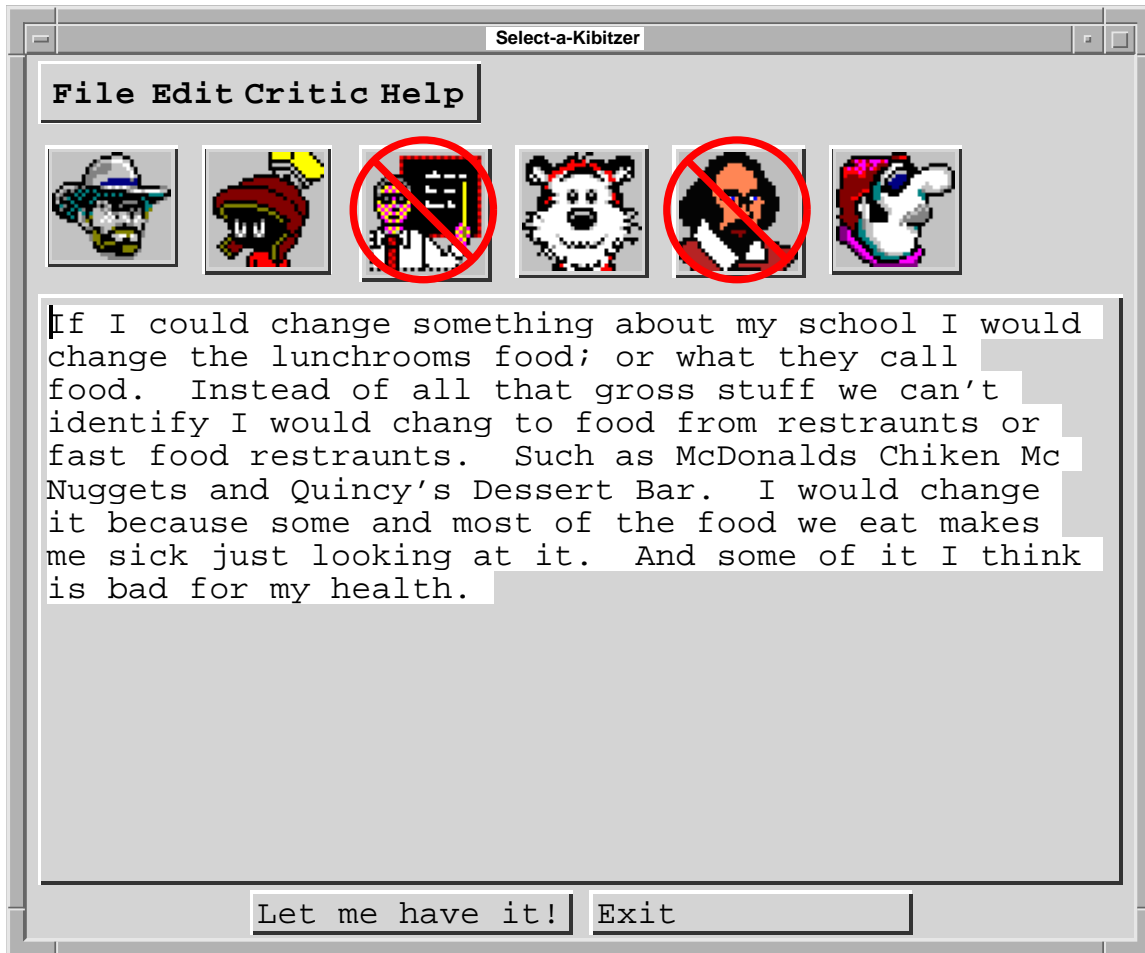 Select-a-Kibitzer
File Edit Critic Help
If I could change something about my school I would
change the lunchrooms food; or what they call
food.  Instead of all that gross stuff we can't
identify I would chang to food from restraunts or
fast food restraunts.  Such as McDonalds Chiken Mc
Nuggets and Quincy's Dessert Bar.  I would change
it because some and most of the food we eat makes
me sick just looking at it.  And some of it I think
is bad for my health.
Let me have it! Exit